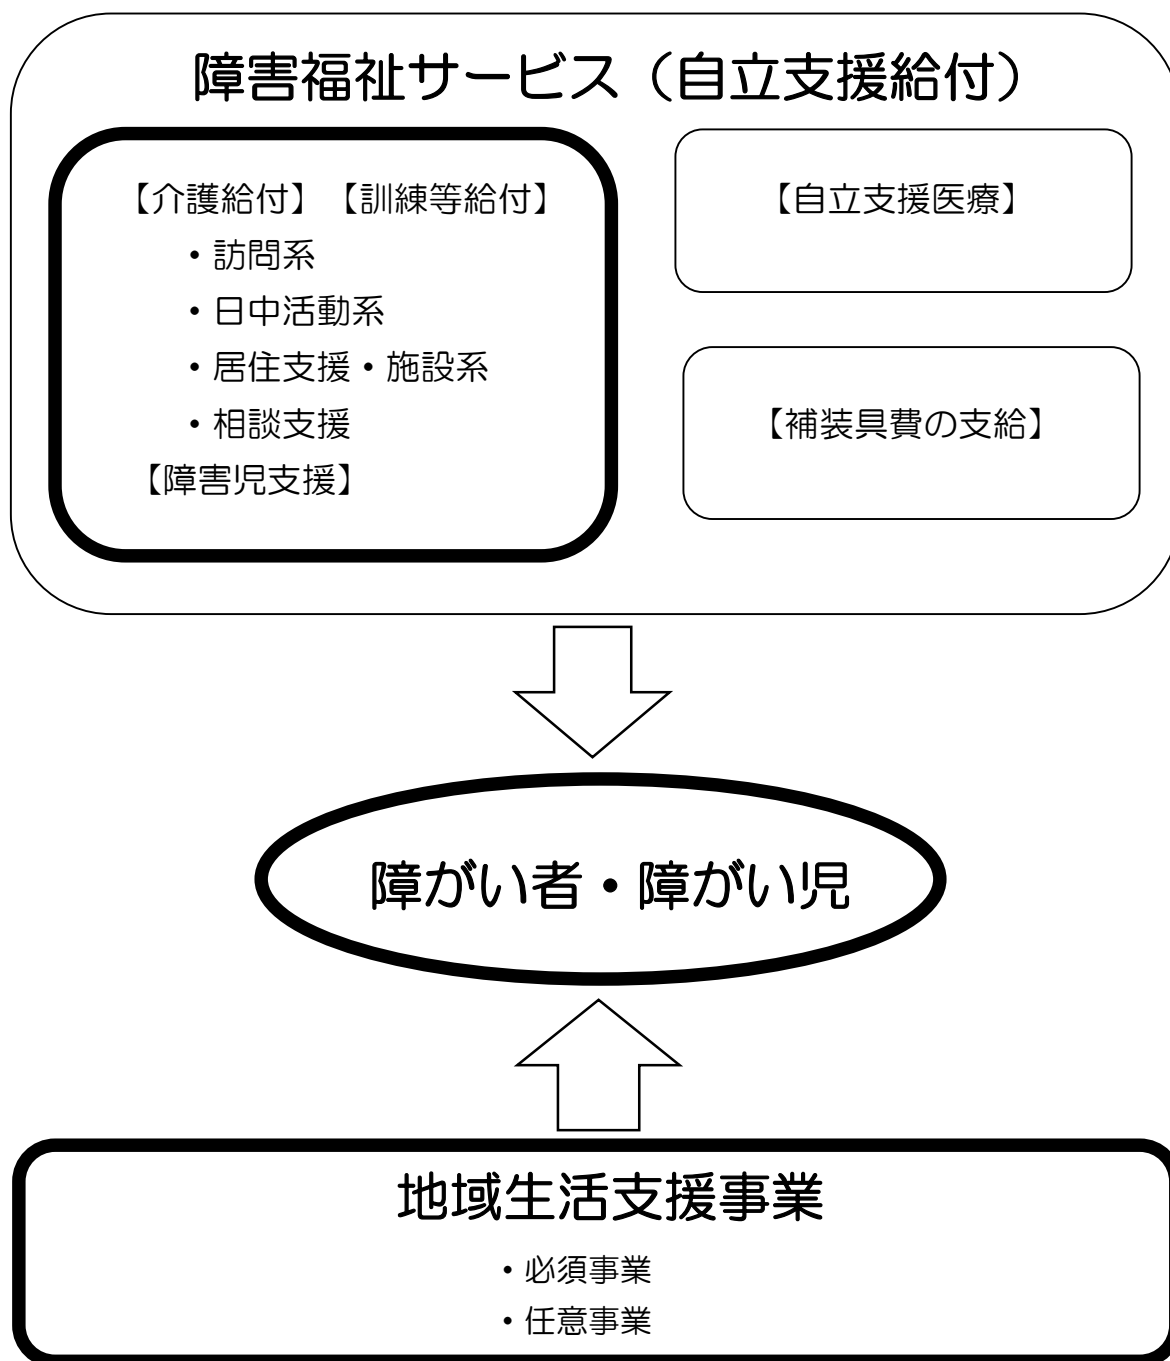 障害福祉サービス（自立支援給付）
【介護給付】【訓練等給付】
・訪問系
・日中活動系
・居住支援・施設系
・相談支援
【障害児支援】
【自立支援医療】
【補装具費の支給】
障がい者・障がい児
地域生活支援事業
・必須事業
・任意事業